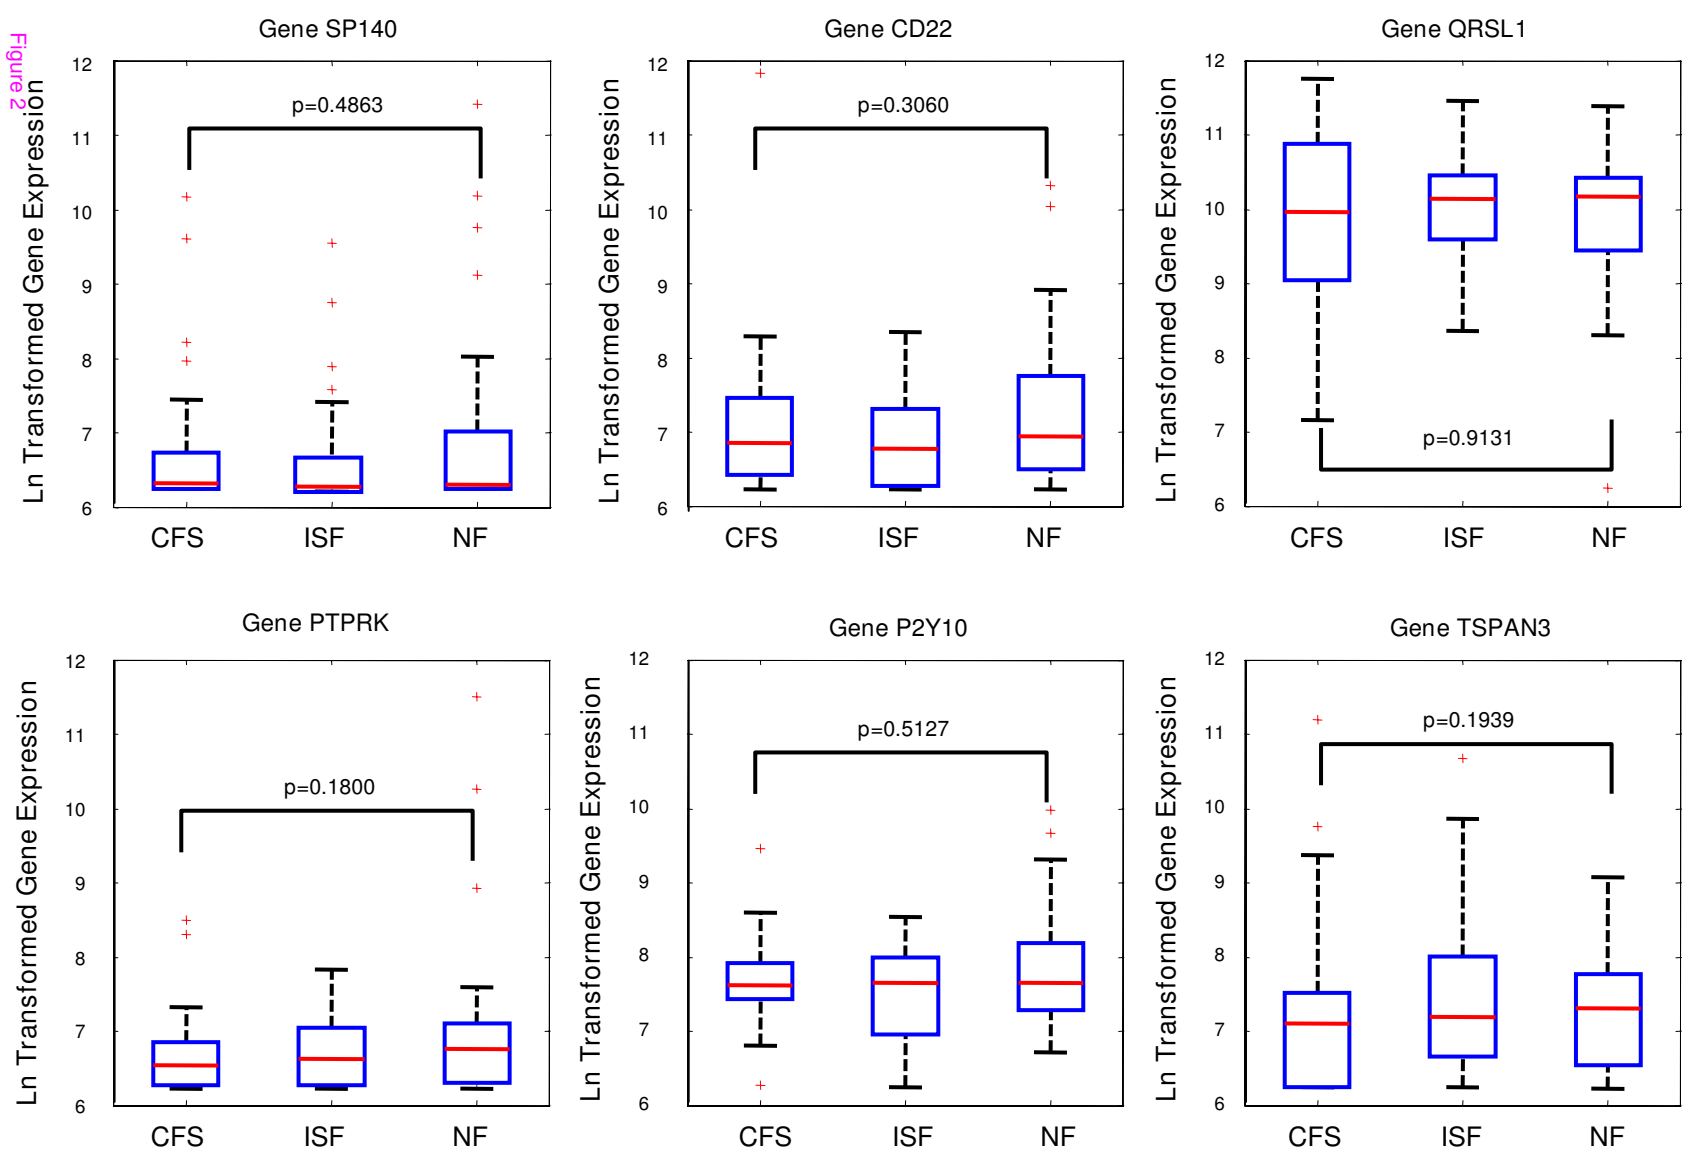 Figure 2
Gene SP140
Ln Transformed Gene Expression
12
11
10
9
8
7
6
p=0.4863
CFS ISF NF
Gene CD22
Ln Transformed Gene Expression
12
11
10
9
8
7
6
p=0.3060
CFS ISF NF
Gene QRSL1
Ln Transformed Gene Expression
12
11
10
9
8
7
6
p=0.9131
CFS ISF NF
Gene PTPRK
Ln Transformed Gene Expression
12
11
10
9
8
7
6
p=0.1800
CFS ISF NF
Gene P2Y10
Ln Transformed Gene Expression
12
11
10
9
8
7
6
p=0.5127
CFS ISF NF
Gene TSPAN3
Ln Transformed Gene Expression
12
11
10
9
8
7
6
p=0.1939
CFS ISF NF